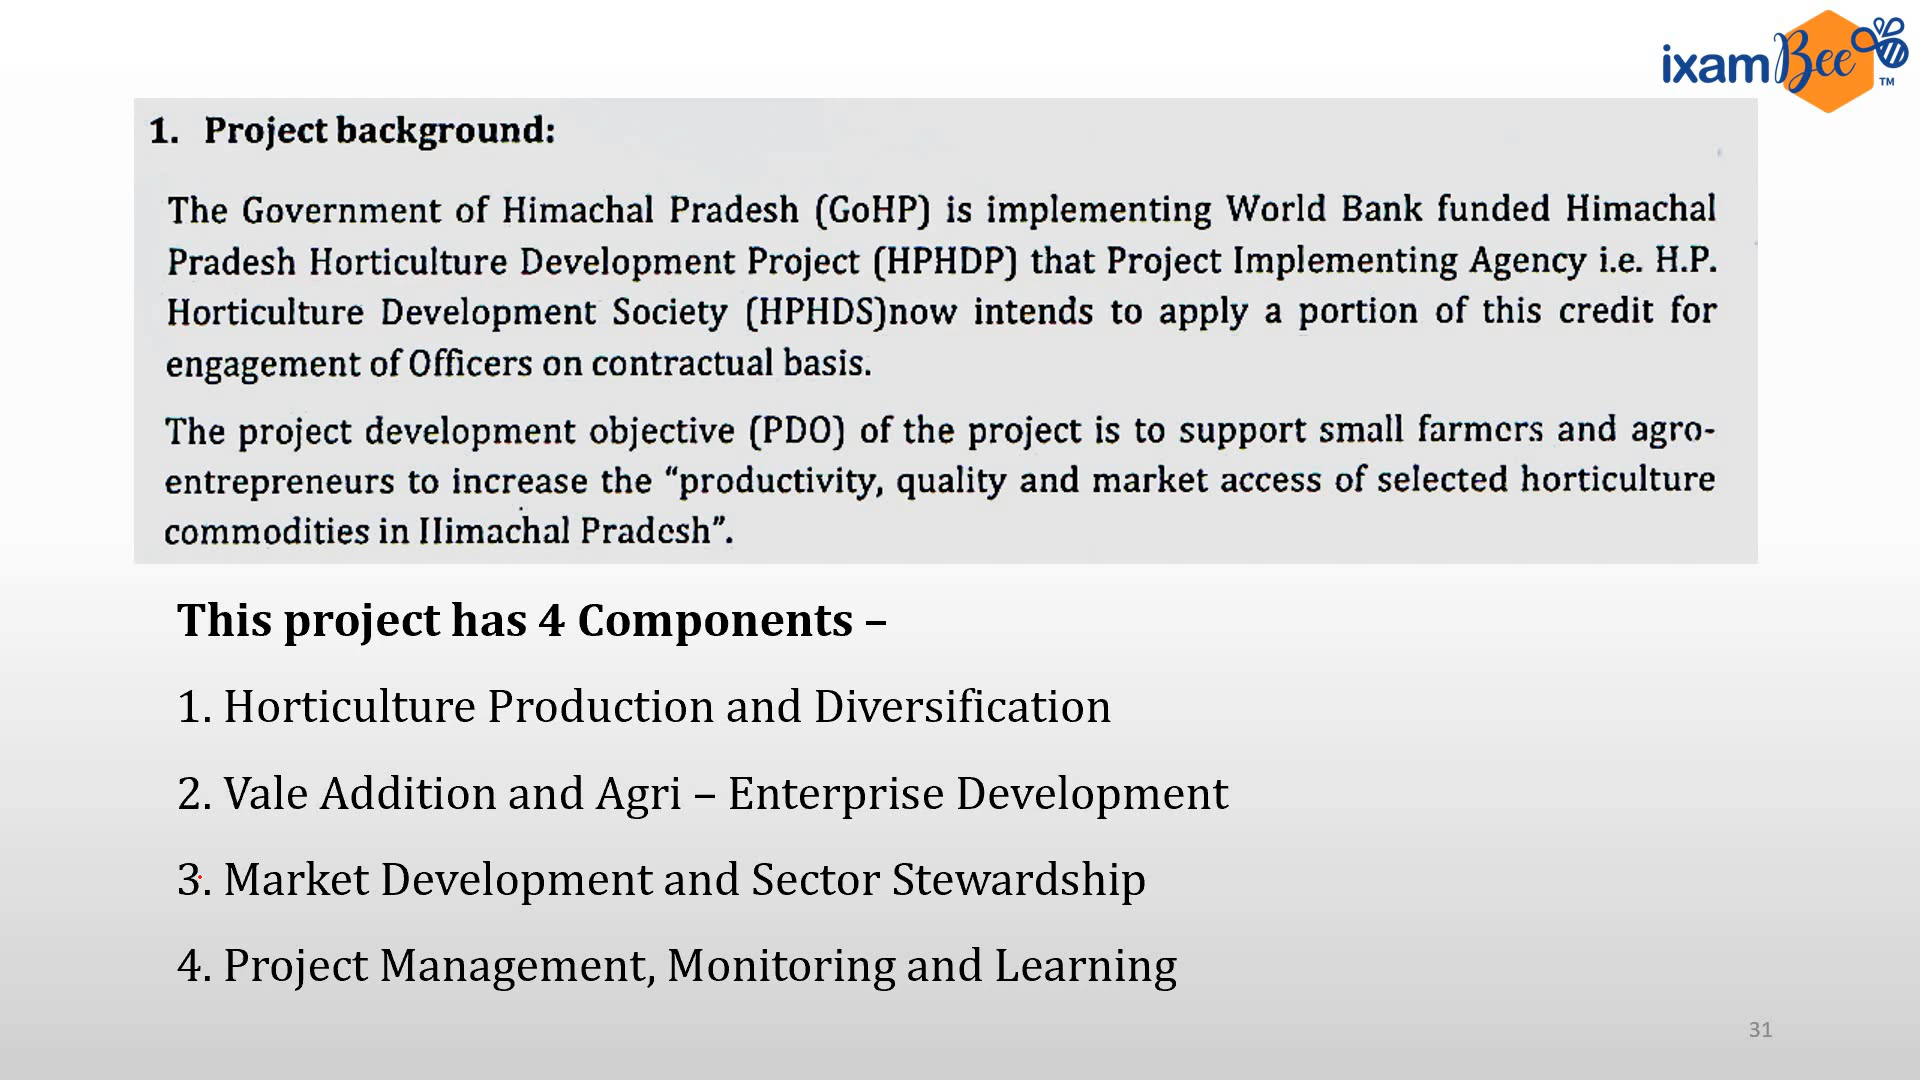 ixamBee™
1. Project background:
The Government of Himachal Pradesh (GoHP) is implementing World Bank funded Himachal
Pradesh Horticulture Development Project (HPHDP) that Project Implementing Agency i.e. H.P.
Horticulture Development Society (HPHDS)now intends to apply a portion of this credit for
engagement of Officers on contractual basis.
The project development objective (PDO) of the project is to support small farmers and agro-
entrepreneurs to increase the “productivity, quality and market access of selected horticulture
commodities in Himachal Pradesh”.
This project has 4 Components –
1. Horticulture Production and Diversification
2. Vale Addition and Agri – Enterprise Development
3. Market Development and Sector Stewardship
4. Project Management, Monitoring and Learning
31